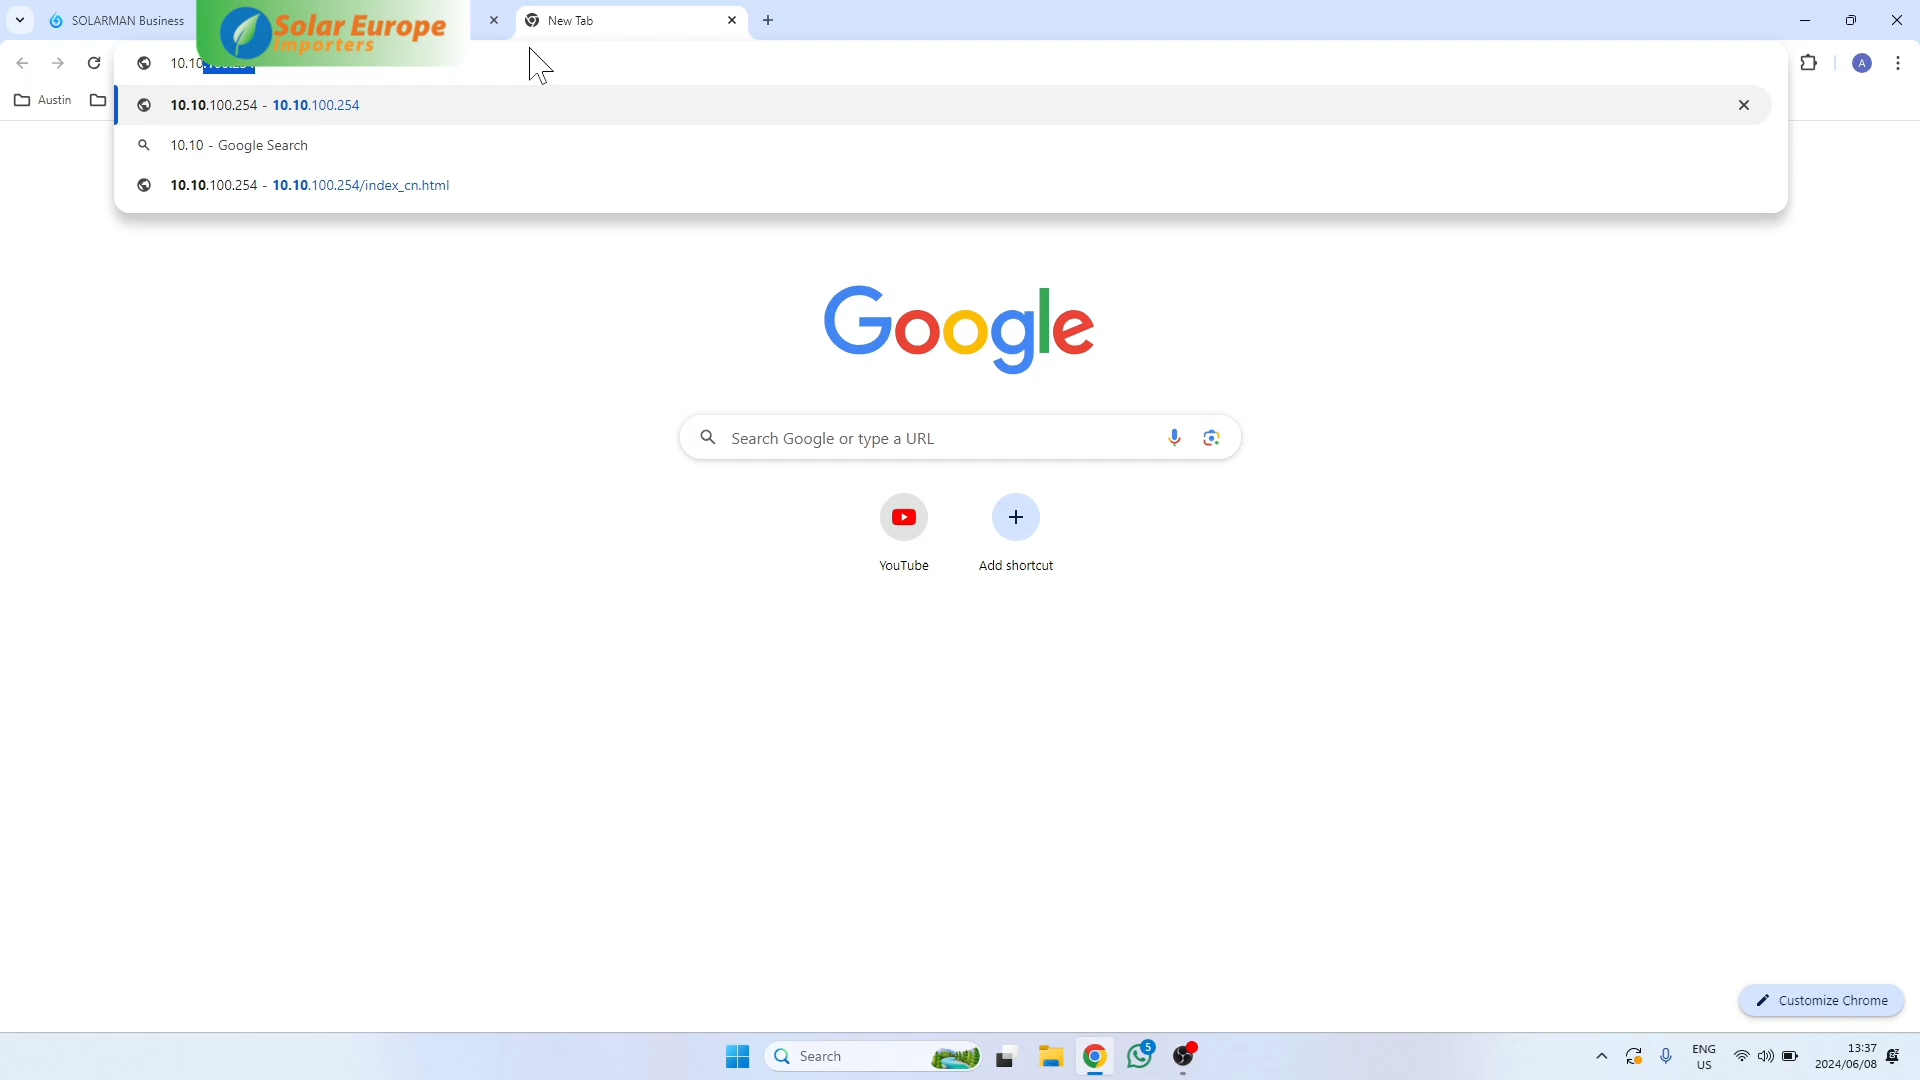 SOLARMAN Business
New Tab
Solar Europe
Importers
10.10
Austin
10.10.100.254 - 10.10.100.254
10.10 - Google Search
10.10.100.254 - 10.10.100.254/index_cn.html
A
Google
Search Google or type a URL
YouTube
Add shortcut
Customize Chrome
Search
5
ENG
US
13:37
2024/06/08